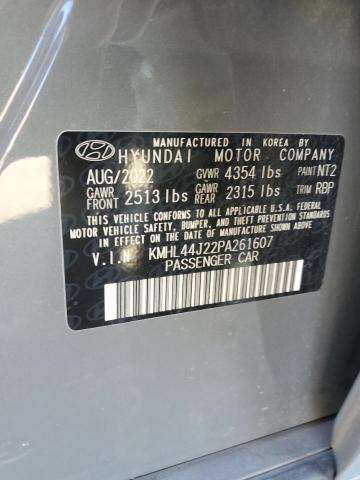 MANUFACTURED IN KOREA BY
HYUNDAI MOTOR COMPANY
AUG/2022 GVWR 4354 lbs PAINT NT2
GAWR FRONT 2513 lbs GAWR REAR 2315 lbs TRIM RBP
THIS VEHICLE CONFORMS TO ALL APPLICABLE U.S.A. FEDERAL
MOTOR VEHICLE SAFETY, BUMPER, AND THEFT PREVENTION
STANDARDS IN EFFECT ON THE DATE OF MANUFACTURE SHOWN ABOVE.
V.I.N: KMHL44J22PA261607
PASSENGER CAR